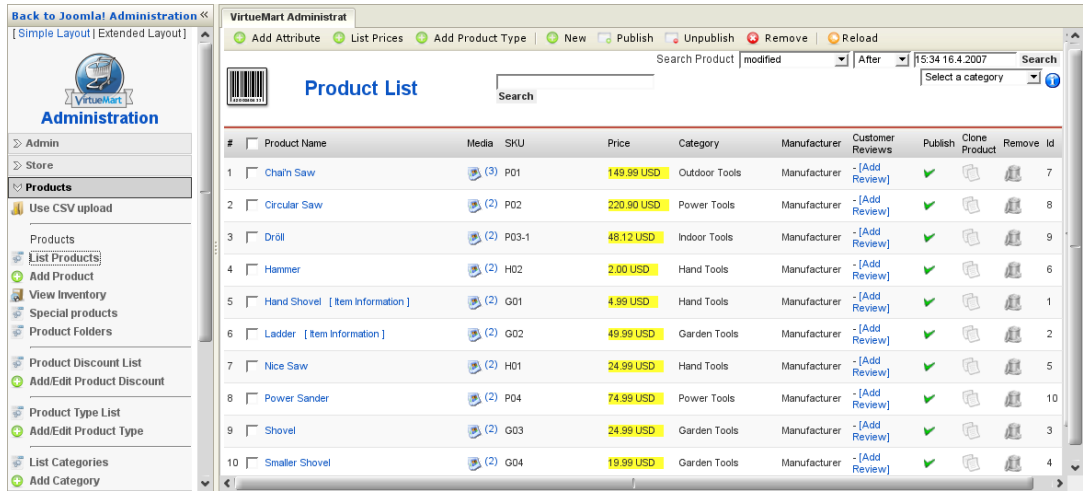 Back to Joomla! Administration «
[ Simple Layout | Extended Layout ]
VirtueMart
Administration
Admin
Store
Products
Use CSV upload
Products
List Products
Add Product
View Inventory
Special products
Product Folders
Product Discount List
Add/Edit Product Discount
Product Type List
Add/Edit Product Type
List Categories
Add Category
VirtueMart Administrat
Add Attribute List Prices Add Product Type | New Publish Unpublish Remove | Reload
Search Product modified After 15:34 16.4.2007 Search
Select a category
Product List
Search
# Product Name Media SKU Price Category Manufacturer Customer Reviews Publish Clone Product Remove Id
1 Chai'n Saw (3) P01 149.99 USD Outdoor Tools Manufacturer - [Add Review] 7
2 Circular Saw (2) P02 220.90 USD Power Tools Manufacturer - [Add Review] 8
3 Dröll (2) P03-1 48.12 USD Indoor Tools Manufacturer - [Add Review] 9
4 Hammer (2) H02 2.00 USD Hand Tools Manufacturer - [Add Review] 6
5 Hand Shovel [ Item Information ] (2) G01 4.99 USD Hand Tools Manufacturer - [Add Review] 1
6 Ladder [ Item Information ] (2) G02 49.99 USD Garden Tools Manufacturer - [Add Review] 2
7 Nice Saw (2) H01 24.99 USD Hand Tools Manufacturer - [Add Review] 5
8 Power Sander (2) P04 74.99 USD Power Tools Manufacturer - [Add Review] 10
9 Shovel (2) G03 24.99 USD Garden Tools Manufacturer - [Add Review] 3
10 Smaller Shovel (2) G04 19.99 USD Garden Tools Manufacturer - [Add Review] 4